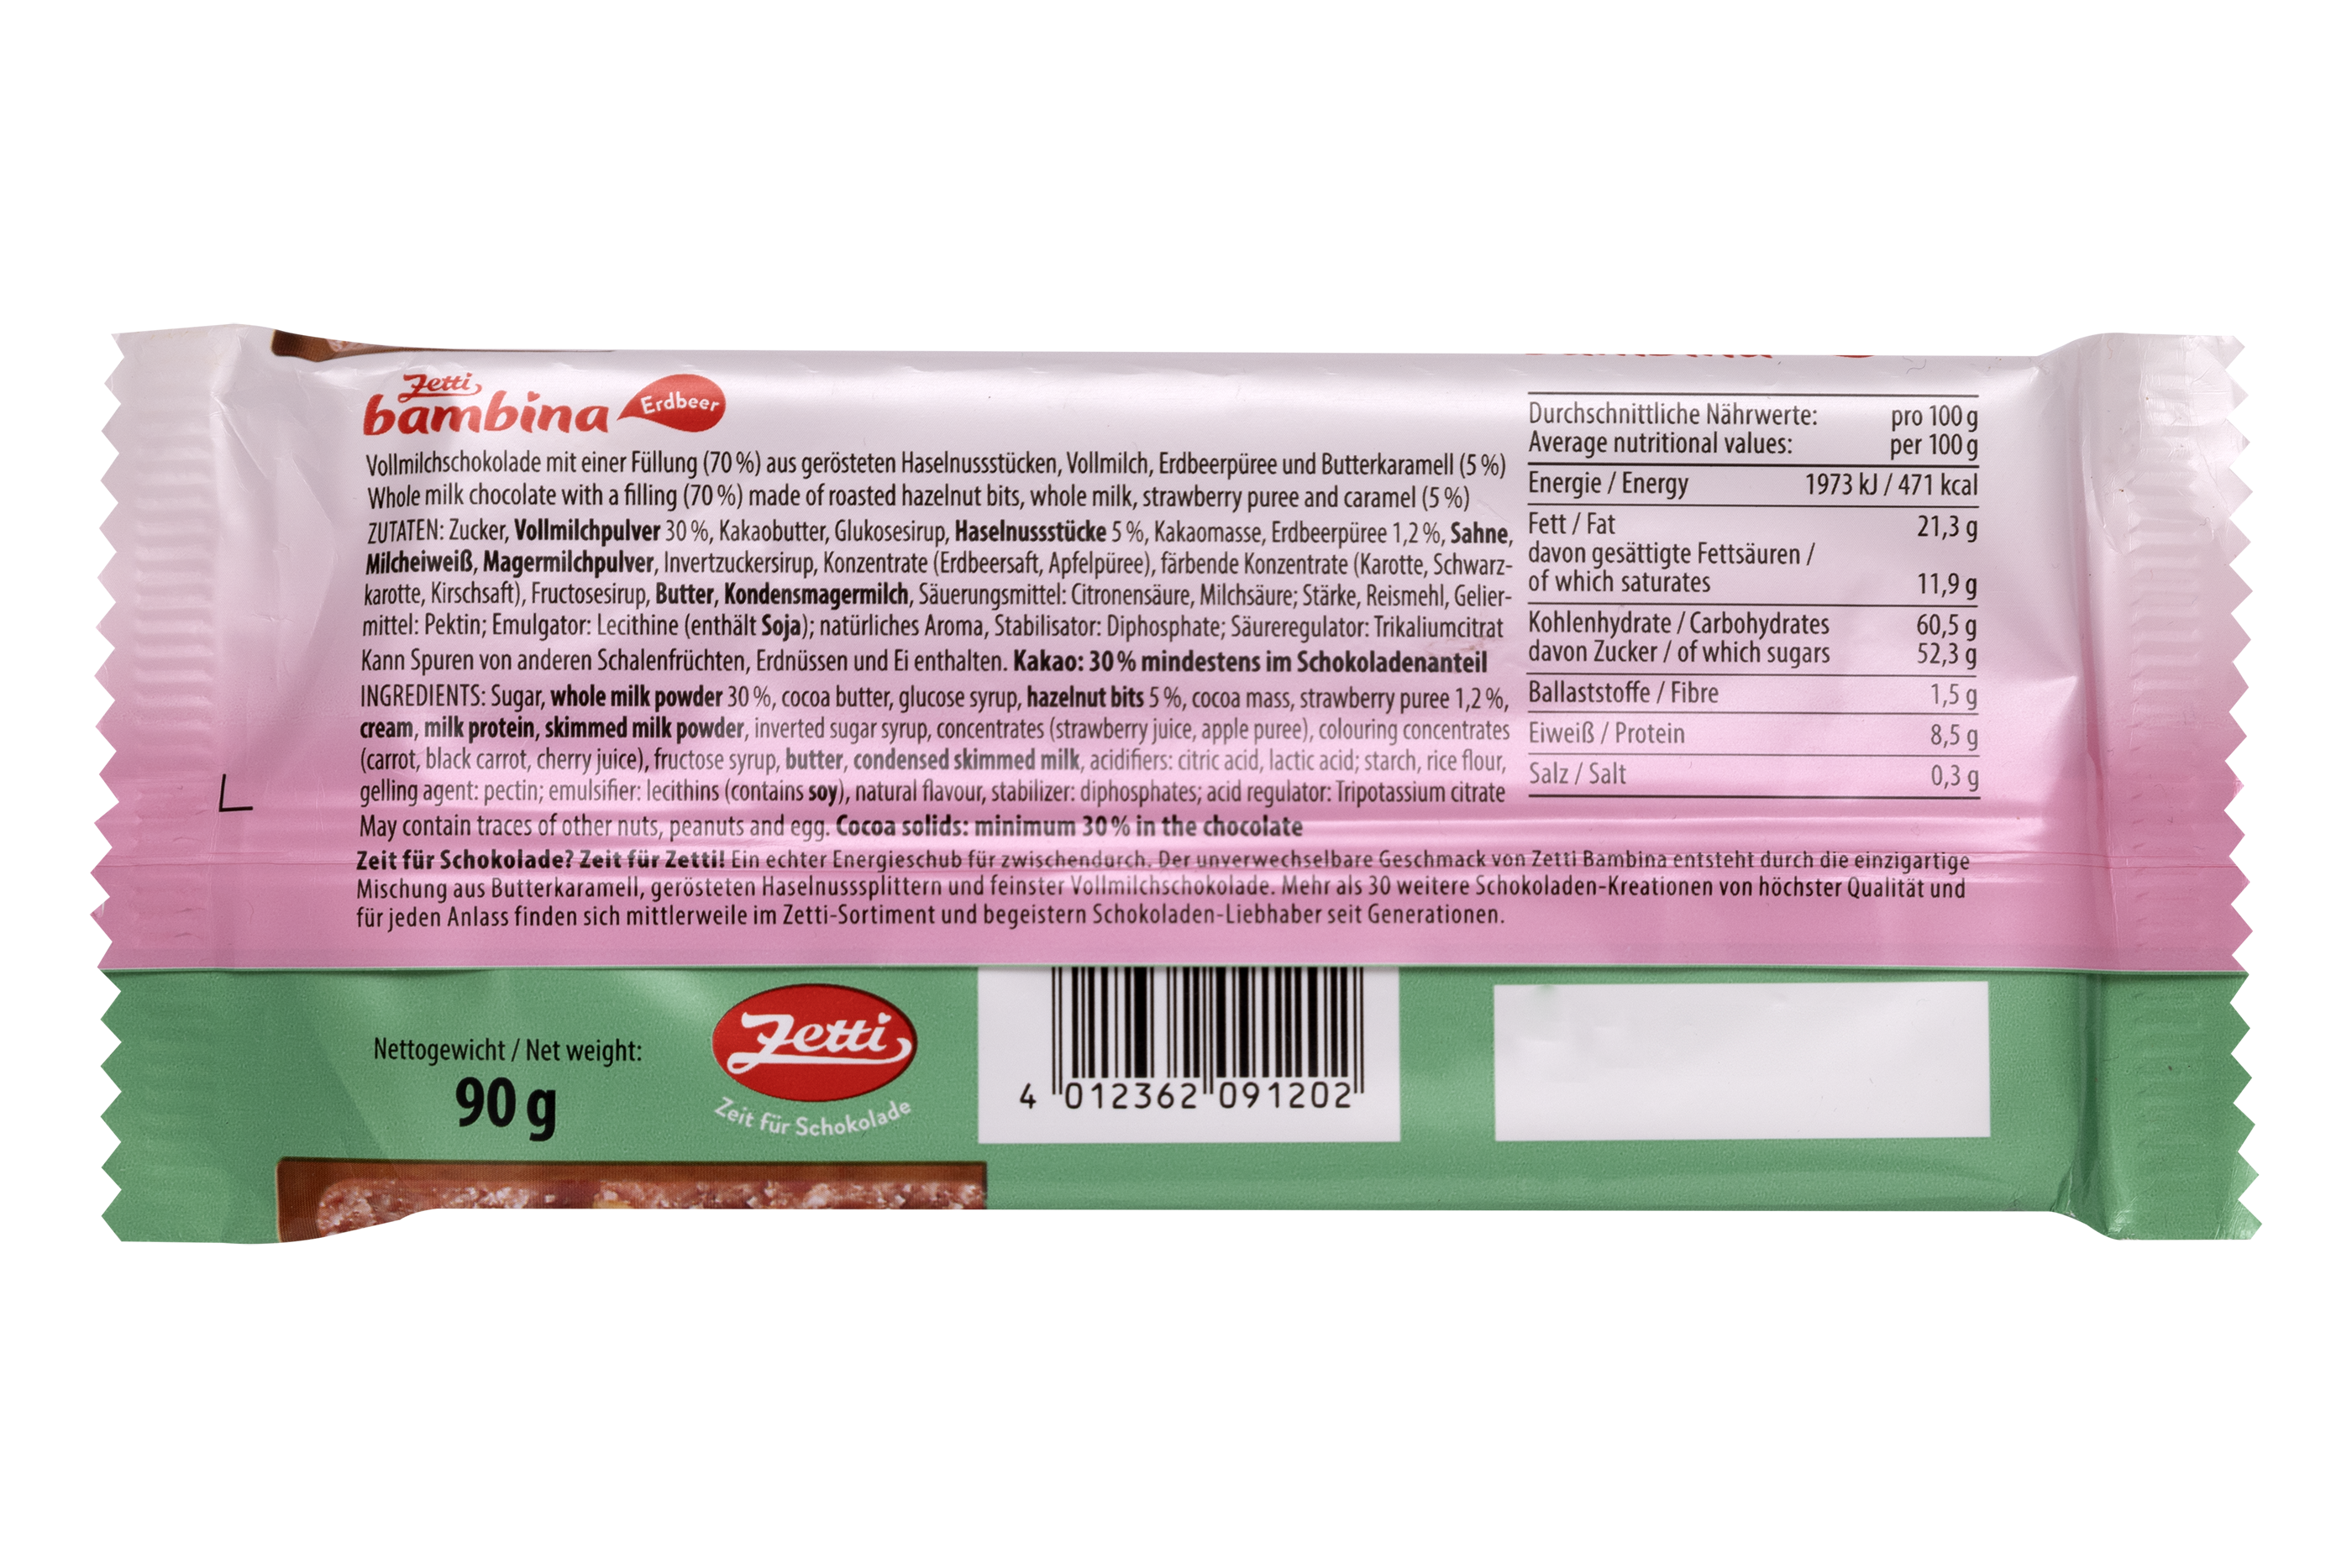 Zetti
bambina Erdbeer
Vollmilchschokolade mit einer Füllung (70 %) aus gerösteten Haselnussstücken, Vollmilch, Erdbeerpüree und Butterkaramell (5 %)
Whole milk chocolate with a filling (70 %) made of roasted hazelnut bits, whole milk, strawberry puree and caramel (5 %)
ZUTATEN: Zucker, Vollmilchpulver 30 %, Kakaobutter, Glukosesirup, Haselnussstücke 5 %, Kakaomasse, Erdbeerpüree 1,2 %, Sahne,
Milcheiweiß, Magermilchpulver, Invertzuckersirup, Konzentrate (Erdbeersaft, Apfelpüree), färbende Konzentrate (Karotte, Schwarz-
karotte, Kirschsaft), Fructosesirup, Butter, Kondensmagermilch, Säuerungsmittel: Citronensäure, Milchsäure; Stärke, Reismehl, Gelier-
mittel: Pektin; Emulgator: Lecithine (enthält Soja); natürliches Aroma, Stabilisator: Diphosphate; Säureregulator: Trikaliumcitrat
Kann Spuren von anderen Schalenfrüchten, Erdnüssen und Ei enthalten. Kakao: 30 % mindestens im Schokoladenanteil
INGREDIENTS: Sugar, whole milk powder 30 %, cocoa butter, glucose syrup, hazelnut bits 5 %, cocoa mass, strawberry puree 1,2 %,
cream, milk protein, skimmed milk powder, inverted sugar syrup, concentrates (strawberry juice, apple puree), colouring concentrates
(carrot, black carrot, cherry juice), fructose syrup, butter, condensed skimmed milk, acidifiers: citric acid, lactic acid; starch, rice flour,
gelling agent: pectin; emulsifier: lecithins (contains soy), natural flavour, stabilizer: diphosphates; acid regulator: Tripotassium citrate
May contain traces of other nuts, peanuts and egg. Cocoa solids: minimum 30 % in the chocolate
Zeit für Schokolade? Zeit für Zetti! Ein echter Energieschub für zwischendurch. Der unverwechselbare Geschmack von Zetti Bambina entsteht durch die einzigartige
Mischung aus Butterkaramell, gerösteten Haselnusssplittern und feinster Vollmilchschokolade. Mehr als 30 weitere Schokoladen-Kreationen von höchster Qualität und
für jeden Anlass finden sich mittlerweile im Zetti-Sortiment und begeistern Schokoladen-Liebhaber seit Generationen.
Durchschnittliche Nährwerte: pro 100 g
Average nutritional values: per 100 g
Energie / Energy 1973 kJ / 471 kcal
Fett / Fat 21,3 g
davon gesättigte Fettsäuren /
of which saturates 11,9 g
Kohlenhydrate / Carbohydrates 60,5 g
davon Zucker / of which sugars 52,3 g
Ballaststoffe / Fibre 1,5 g
Eiweiß / Protein 8,5 g
Salz / Salt 0,3 g
Nettogewicht / Net weight:
90 g
Zetti
Zeit für Schokolade
4 012362 091202